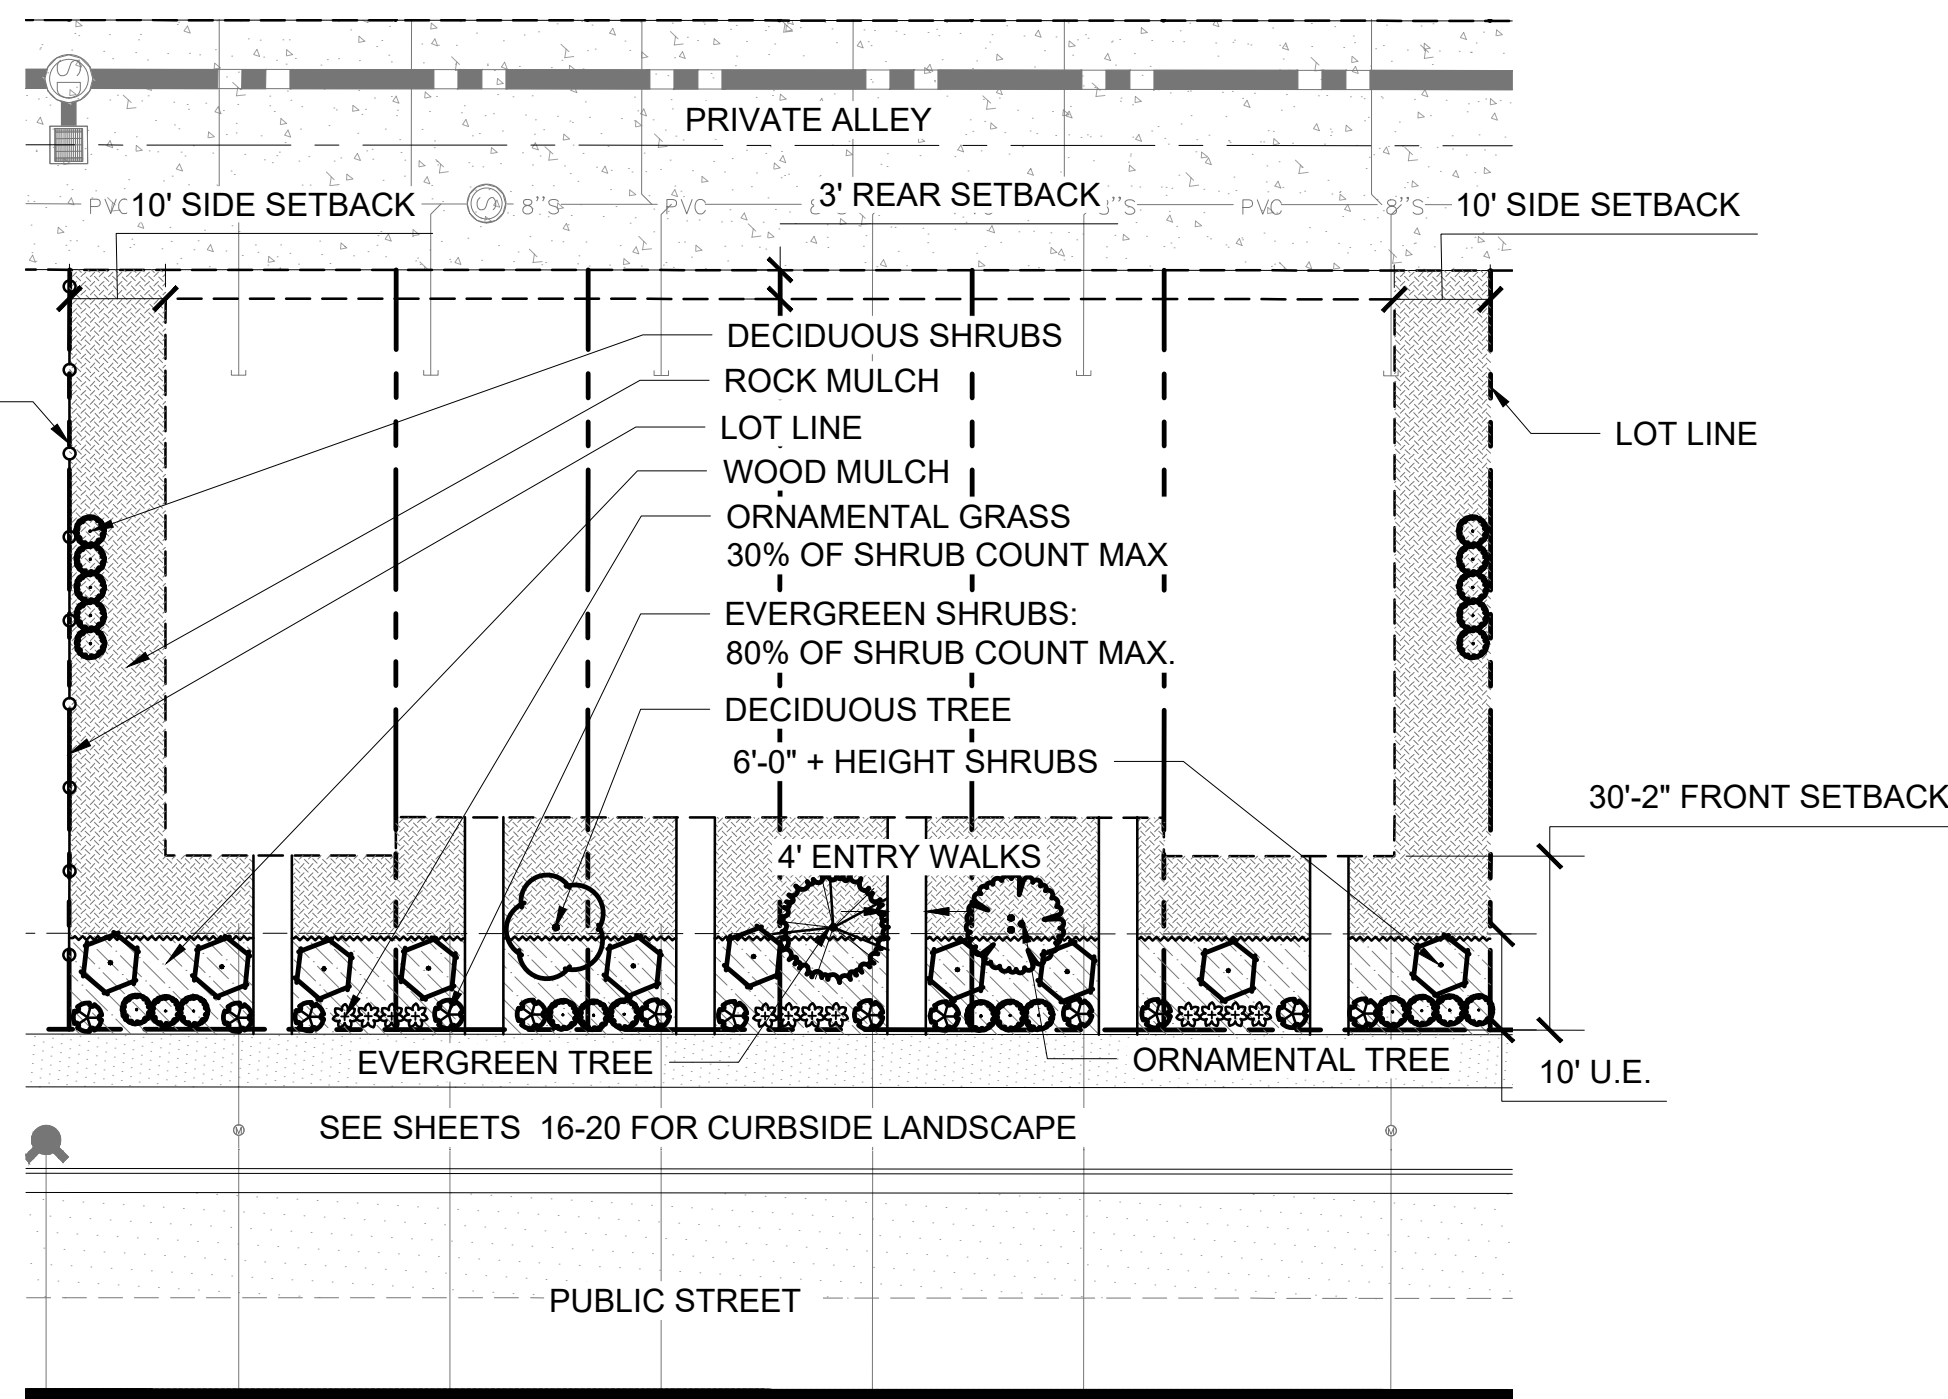 PRIVATE ALLEY
10' SIDE SETBACK
3' REAR SETBACK
10' SIDE SETBACK
PVC
S
8"S
PVC
PVC
8"S
DECIDUOUS SHRUBS
ROCK MULCH
LOT LINE
LOT LINE
WOOD MULCH
ORNAMENTAL GRASS
30% OF SHRUB COUNT MAX
EVERGREEN SHRUBS:
80% OF SHRUB COUNT MAX.
DECIDUOUS TREE
6'-0" + HEIGHT SHRUBS
30'-2" FRONT SETBACK
4' ENTRY WALKS
EVERGREEN TREE
ORNAMENTAL TREE
10' U.E.
SEE SHEETS 16-20 FOR CURBSIDE LANDSCAPE
M
M
PUBLIC STREET